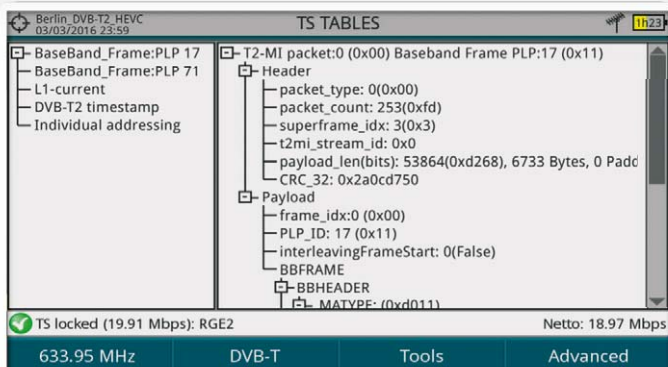 Berlin_DVB-T2_HEVC
03/03/2016 23:59
TS TABLES
1h23
BaseBand_Frame:PLP 17
BaseBand_Frame:PLP 71
L1-current
DVB-T2 timestamp
Individual addressing
T2-MI packet:0 (0x00) Baseband Frame PLP:17 (0x11)
Header
packet_type: 0(0x00)
packet_count: 253(0xfd)
superframe_idx: 3(0x3)
t2mi_stream_id: 0x0
payload_len(bits): 53864(0xd268), 6733 Bytes, 0 Padd
CRC_32: 0x2a0cd750
Payload
frame_idx:0 (0x00)
PLP_ID: 17 (0x11)
interleavingFrameStart: 0(False)
BBFRAME
BBHEADER
MATYPE: (0xd011)
TS locked (19.91 Mbps): RGE2
Netto: 18.97 Mbps
633.95 MHz
DVB-T
Tools
Advanced